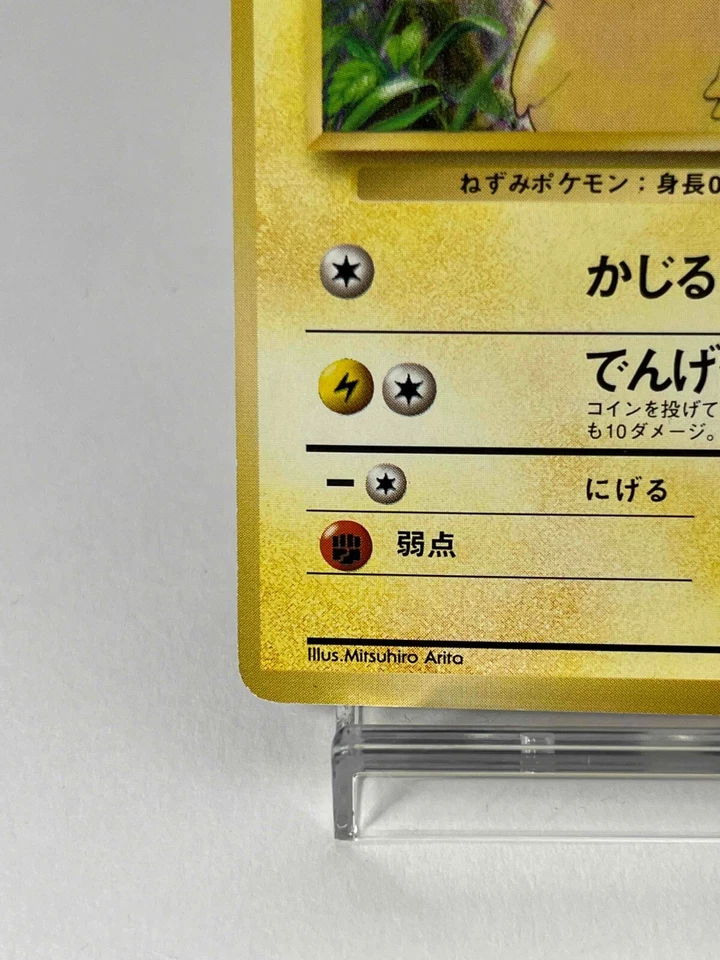 ねずみポケモン：身長0
かじる
でんげ
コインを投げて
も10ダメージ。
にげる
弱点
Illus.Mitsuhiro Arita